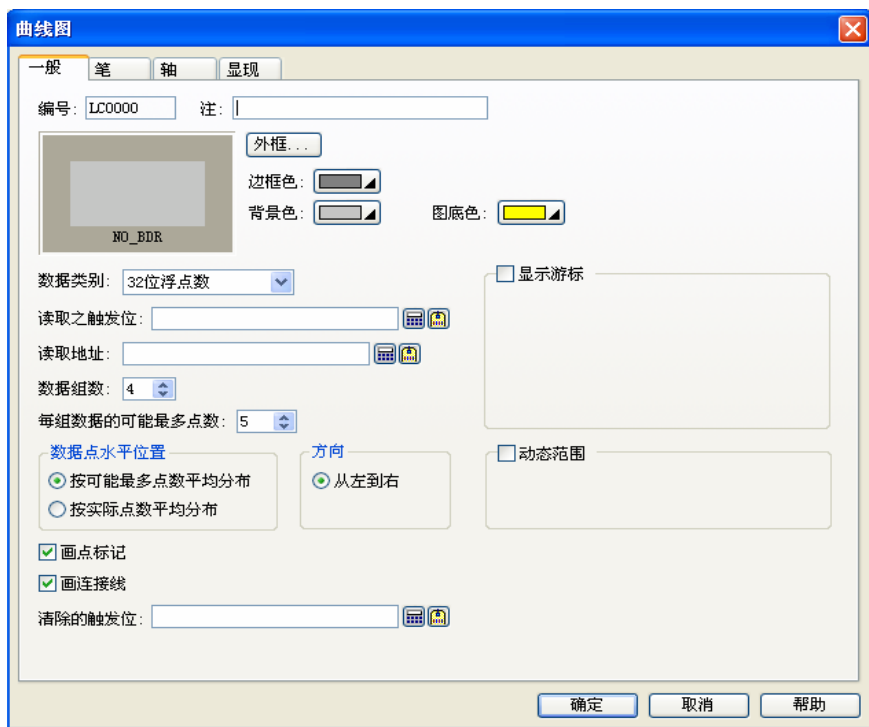 曲线图
一般 笔 轴 显现
编号: LC0000 注:
外框...
NO_BDR
边框色:
背景色: 图底色:
数据类别: 32位浮点数
显示游标
读取之触发位:
读取地址:
数据组数: 4
每组数据的可能最多点数: 5
数据点水平位置 方向 动态范围
按可能最多点数平均分布 从左到右
按实际点数平均分布
画点标记
画连接线
清除的触发位:
确定 取消 帮助